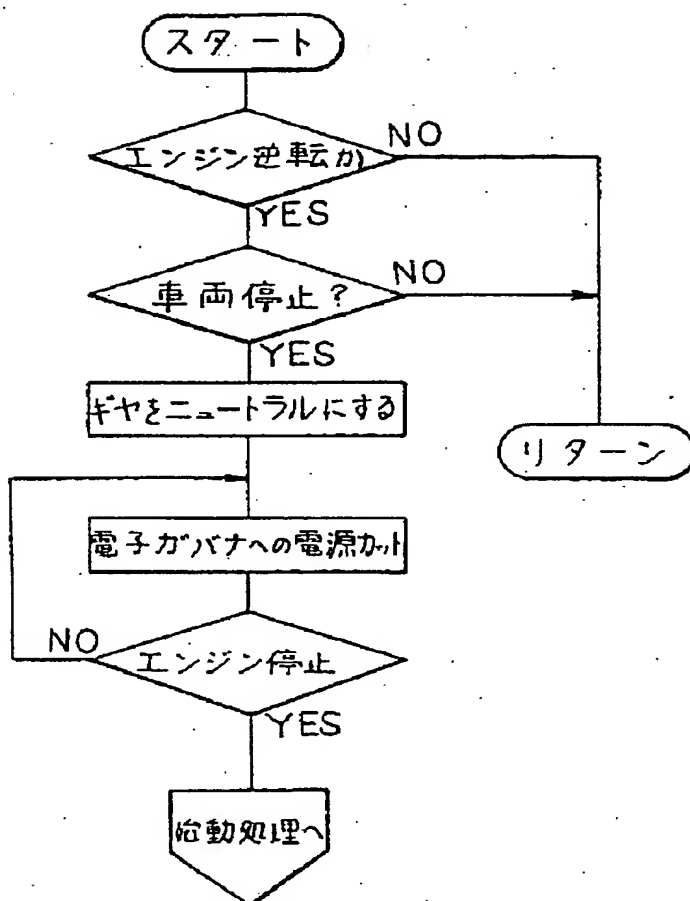 スタート
エンジン逆転か
NO
YES
車両停止?
NO
YES
ギヤをニュートラルにする
リターン
電子ガバナへの電源カット
NO
エンジン停止
YES
始動処理へ